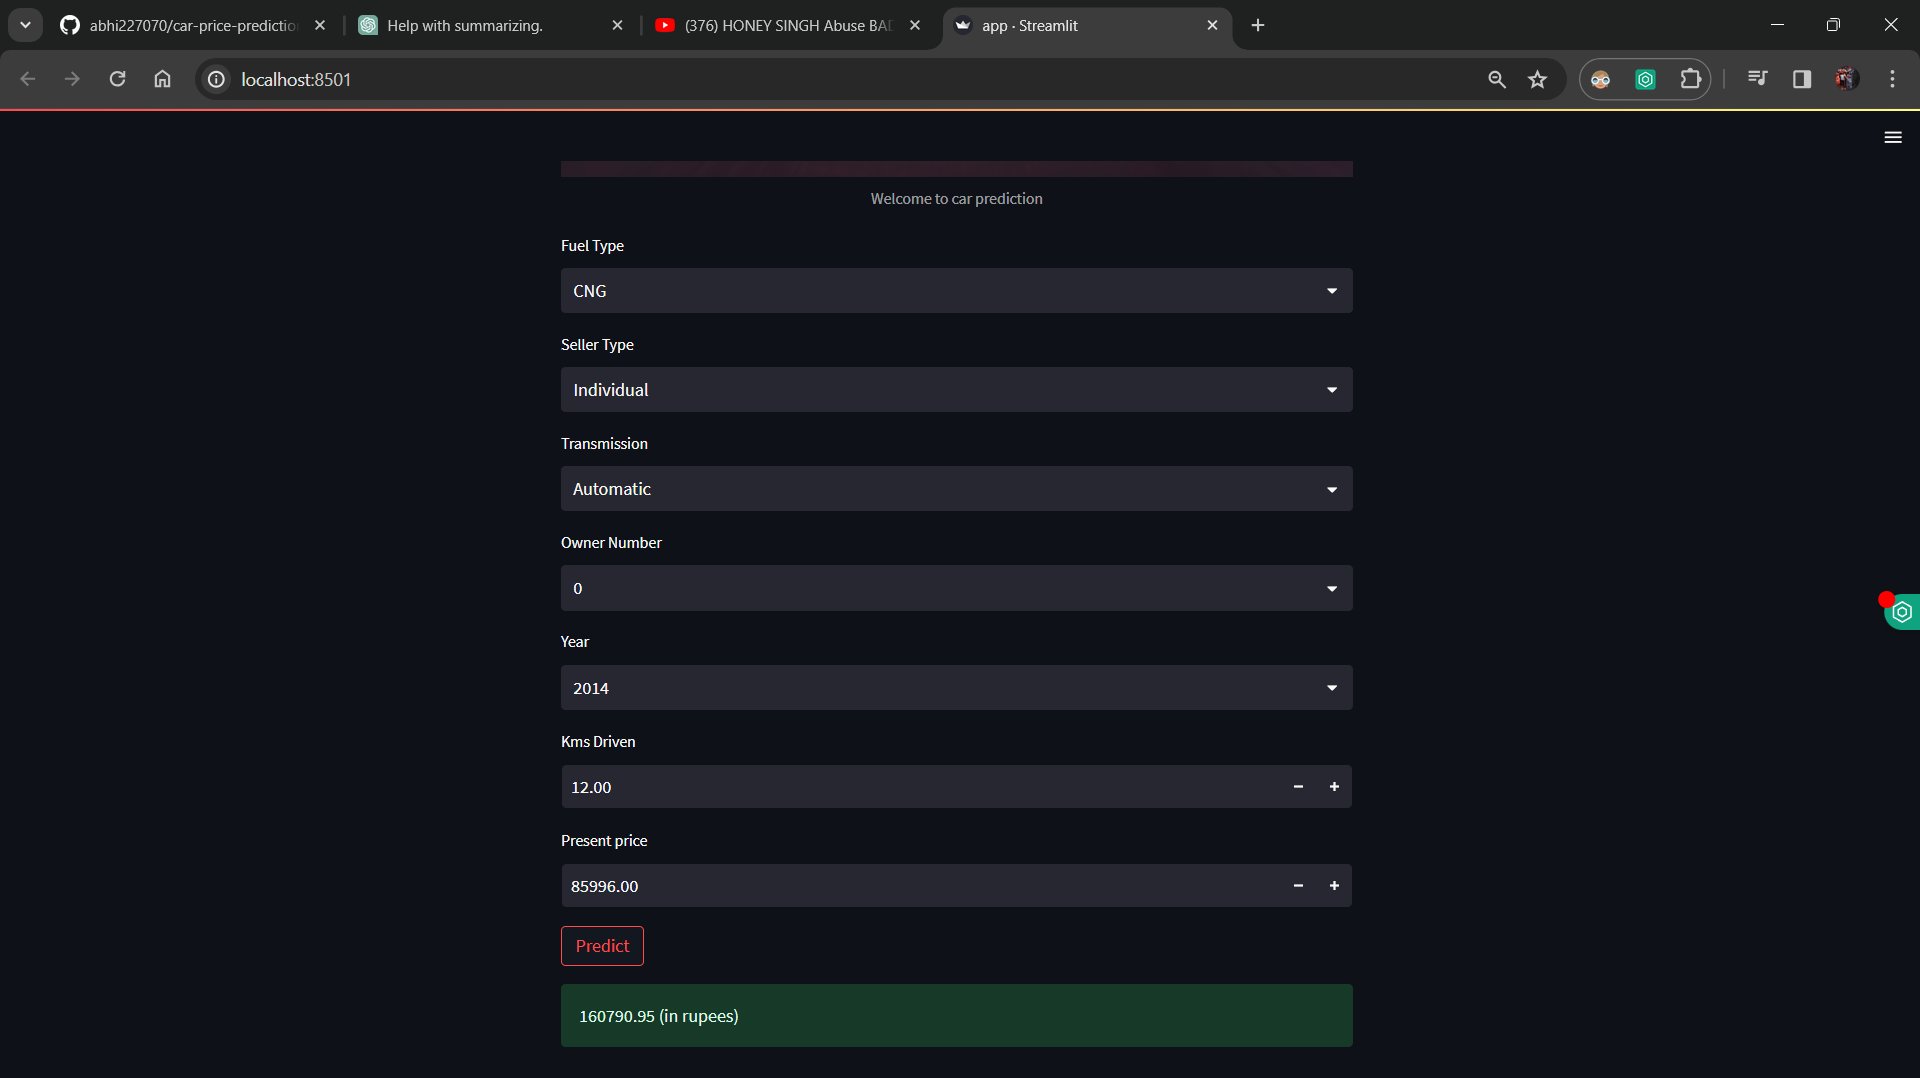 abhi227070/car-price-predictio
Help with summarizing.
(376) HONEY SINGH Abuse BAD
app · Streamlit
localhost:8501
Welcome to car prediction
Fuel Type
CNG
Seller Type
Individual
Transmission
Automatic
Owner Number
0
Year
2014
Kms Driven
12.00
Present price
85996.00
Predict
160790.95 (in rupees)